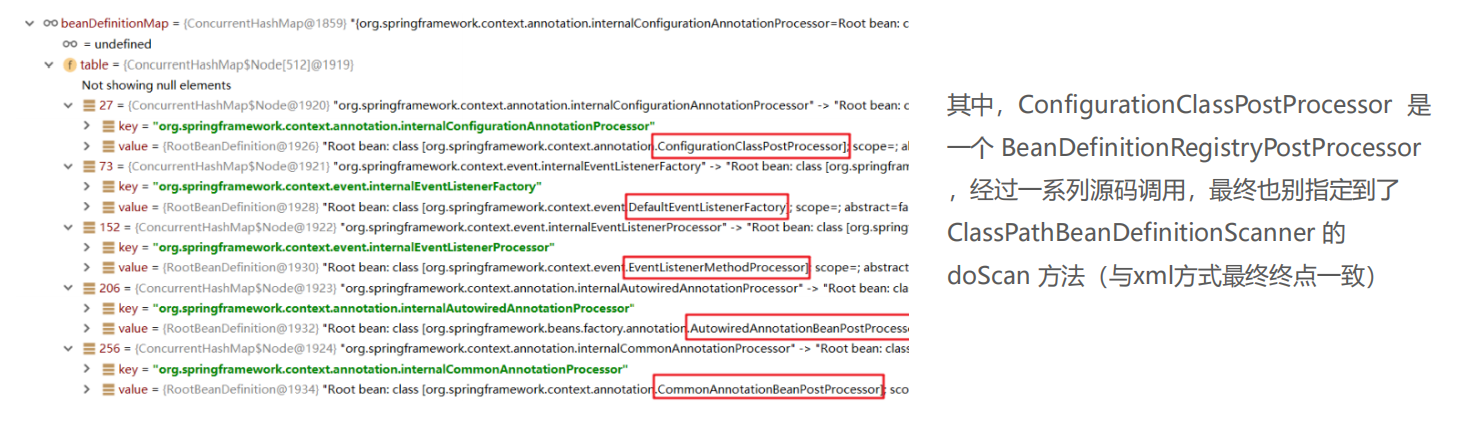 beanDefinitionMap = {ConcurrentHashMap@1859} "{org.springframework.context.annotation.internalConfigurationAnnotationProcessor=Root bean: c
= undefined
table = {ConcurrentHashMap$Node[512]@1919}
Not showing null elements
27 = {ConcurrentHashMap$Node@1920} "org.springframework.context.annotation.internalConfigurationAnnotationProcessor" -> "Root bean: c
key = "org.springframework.context.annotation.internalConfigurationAnnotationProcessor"
value = {RootBeanDefinition@1926} "Root bean: class [org.springframework.context.annotation.ConfigurationClassPostProcessor]; scope=; al
73 = {ConcurrentHashMap$Node@1921} "org.springframework.context.event.internalEventListenerFactory" -> "Root bean: class [org.springfram
key = "org.springframework.context.event.internalEventListenerFactory"
value = {RootBeanDefinition@1928} "Root bean: class [org.springframework.context.event.DefaultEventListenerFactory]; scope=; abstract=fa
152 = {ConcurrentHashMap$Node@1922} "org.springframework.context.event.internalEventListenerProcessor" -> "Root bean: class [org.spring
key = "org.springframework.context.event.internalEventListenerProcessor"
value = {RootBeanDefinition@1930} "Root bean: class [org.springframework.context.event.EventListenerMethodProcessor]; scope=; abstract
206 = {ConcurrentHashMap$Node@1923} "org.springframework.context.annotation.internalAutowiredAnnotationProcessor" -> "Root bean: cla
key = "org.springframework.context.annotation.internalAutowiredAnnotationProcessor"
value = {RootBeanDefinition@1932} "Root bean: class [org.springframework.beans.factory.annotation.AutowiredAnnotationBeanPostProcesso
256 = {ConcurrentHashMap$Node@1924} "org.springframework.context.annotation.internalCommonAnnotationProcessor" -> "Root bean: clas
key = "org.springframework.context.annotation.internalCommonAnnotationProcessor"
value = {RootBeanDefinition@1934} "Root bean: class [org.springframework.context.annotation.CommonAnnotationBeanPostProcessor]; sco
其中，ConfigurationClassPostProcessor 是
一个 BeanDefinitionRegistryPostProcessor
，经过一系列源码调用，最终也别指定到了
ClassPathBeanDefinitionScanner 的
doScan 方法（与xml方式最终终点一致）